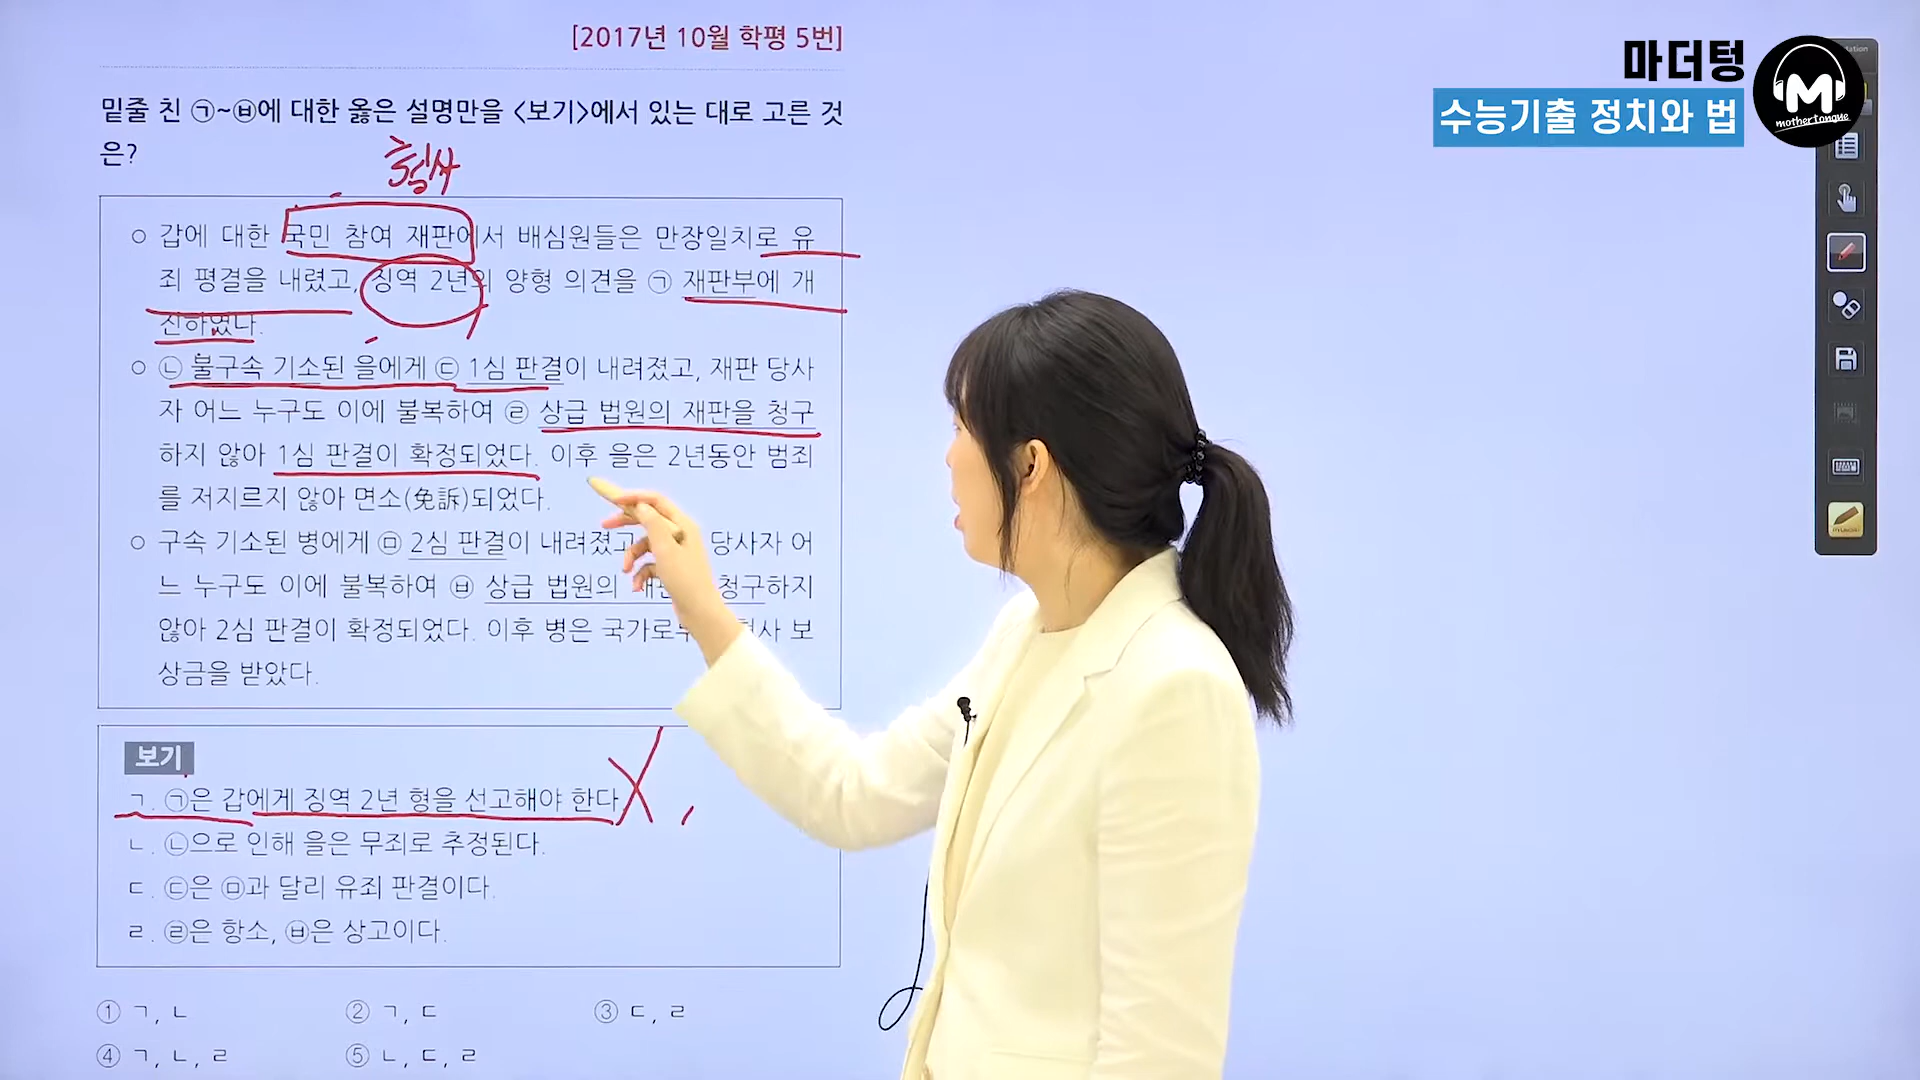 [2017년 10월 학평 5번]
마더텅
수능기출 정치와 법
M
mothertongue
밑줄 친 ㉠~㉥에 대한 옳은 설명만을 <보기>에서 있는 대로 고른 것
은?
형사
○ 갑에 대한 국민 참여 재판에서 배심원들은 만장일치로 유
죄 평결을 내렸고, 징역 2년의 양형 의견을 ㉠ 재판부에 개
진하였다.
○ ㉡ 불구속 기소된 을에게 ㉢ 1심 판결이 내려졌고, 재판 당사
자 어느 누구도 이에 불복하여 ㉣ 상급 법원의 재판을 청구
하지 않아 1심 판결이 확정되었다. 이후 을은 2년동안 범죄
를 저지르지 않아 면소(免訴)되었다.
○ 구속 기소된 병에게 ㉤ 2심 판결이 내려졌고 당사자 어
느 누구도 이에 불복하여 ㉥ 상급 법원의 청구하지
않아 2심 판결이 확정되었다. 이후 병은 국가로부 형사 보
상금을 받았다.
보기
ㄱ. ㉠은 갑에게 징역 2년 형을 선고해야 한다. X
ㄴ. ㉡으로 인해 을은 무죄로 추정된다.
ㄷ. ㉢은 ㉤과 달리 유죄 판결이다.
ㄹ. ㉣은 항소, ㉥은 상고이다.
① ㄱ, ㄴ ② ㄱ, ㄷ ③ ㄷ, ㄹ
④ ㄱ, ㄴ, ㄹ ⑤ ㄴ, ㄷ, ㄹ